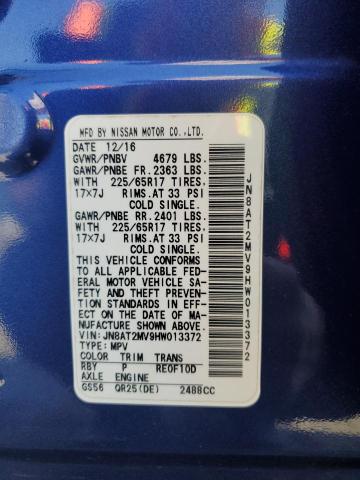 MFD BY NISSAN MOTOR CO.,LTD.
DATE 12/16
GVWR/PNBV 4679 LBS.
GAWR/PNBE FR. 2363 LBS.
WITH 225/65R17 TIRES.
17×7J RIMS.AT 33 PSI
COLD SINGLE.
GAWR/PNBE RR. 2401 LBS.
WITH 225/65R17 TIRES.
17×7J RIMS.AT 33 PSI
COLD SINGLE.
THIS VEHICLE CONFORMS
TO ALL APPLICABLE FED-
ERAL MOTOR VEHICLE SA-
FETY AND THEFT PREVEN-
TION STANDARDS IN EFF-
ECT ON THE DATE OF MA-
NUFACTURE SHOWN ABOVE.
JN8AT2MV9HW013372
TYPE: MPV
COLOR TRIM TRANS
RBY P RE0F10D
AXLE ENGINE
GS56 QR25(DE) 2488CC
JN8AT2MV9HW013372